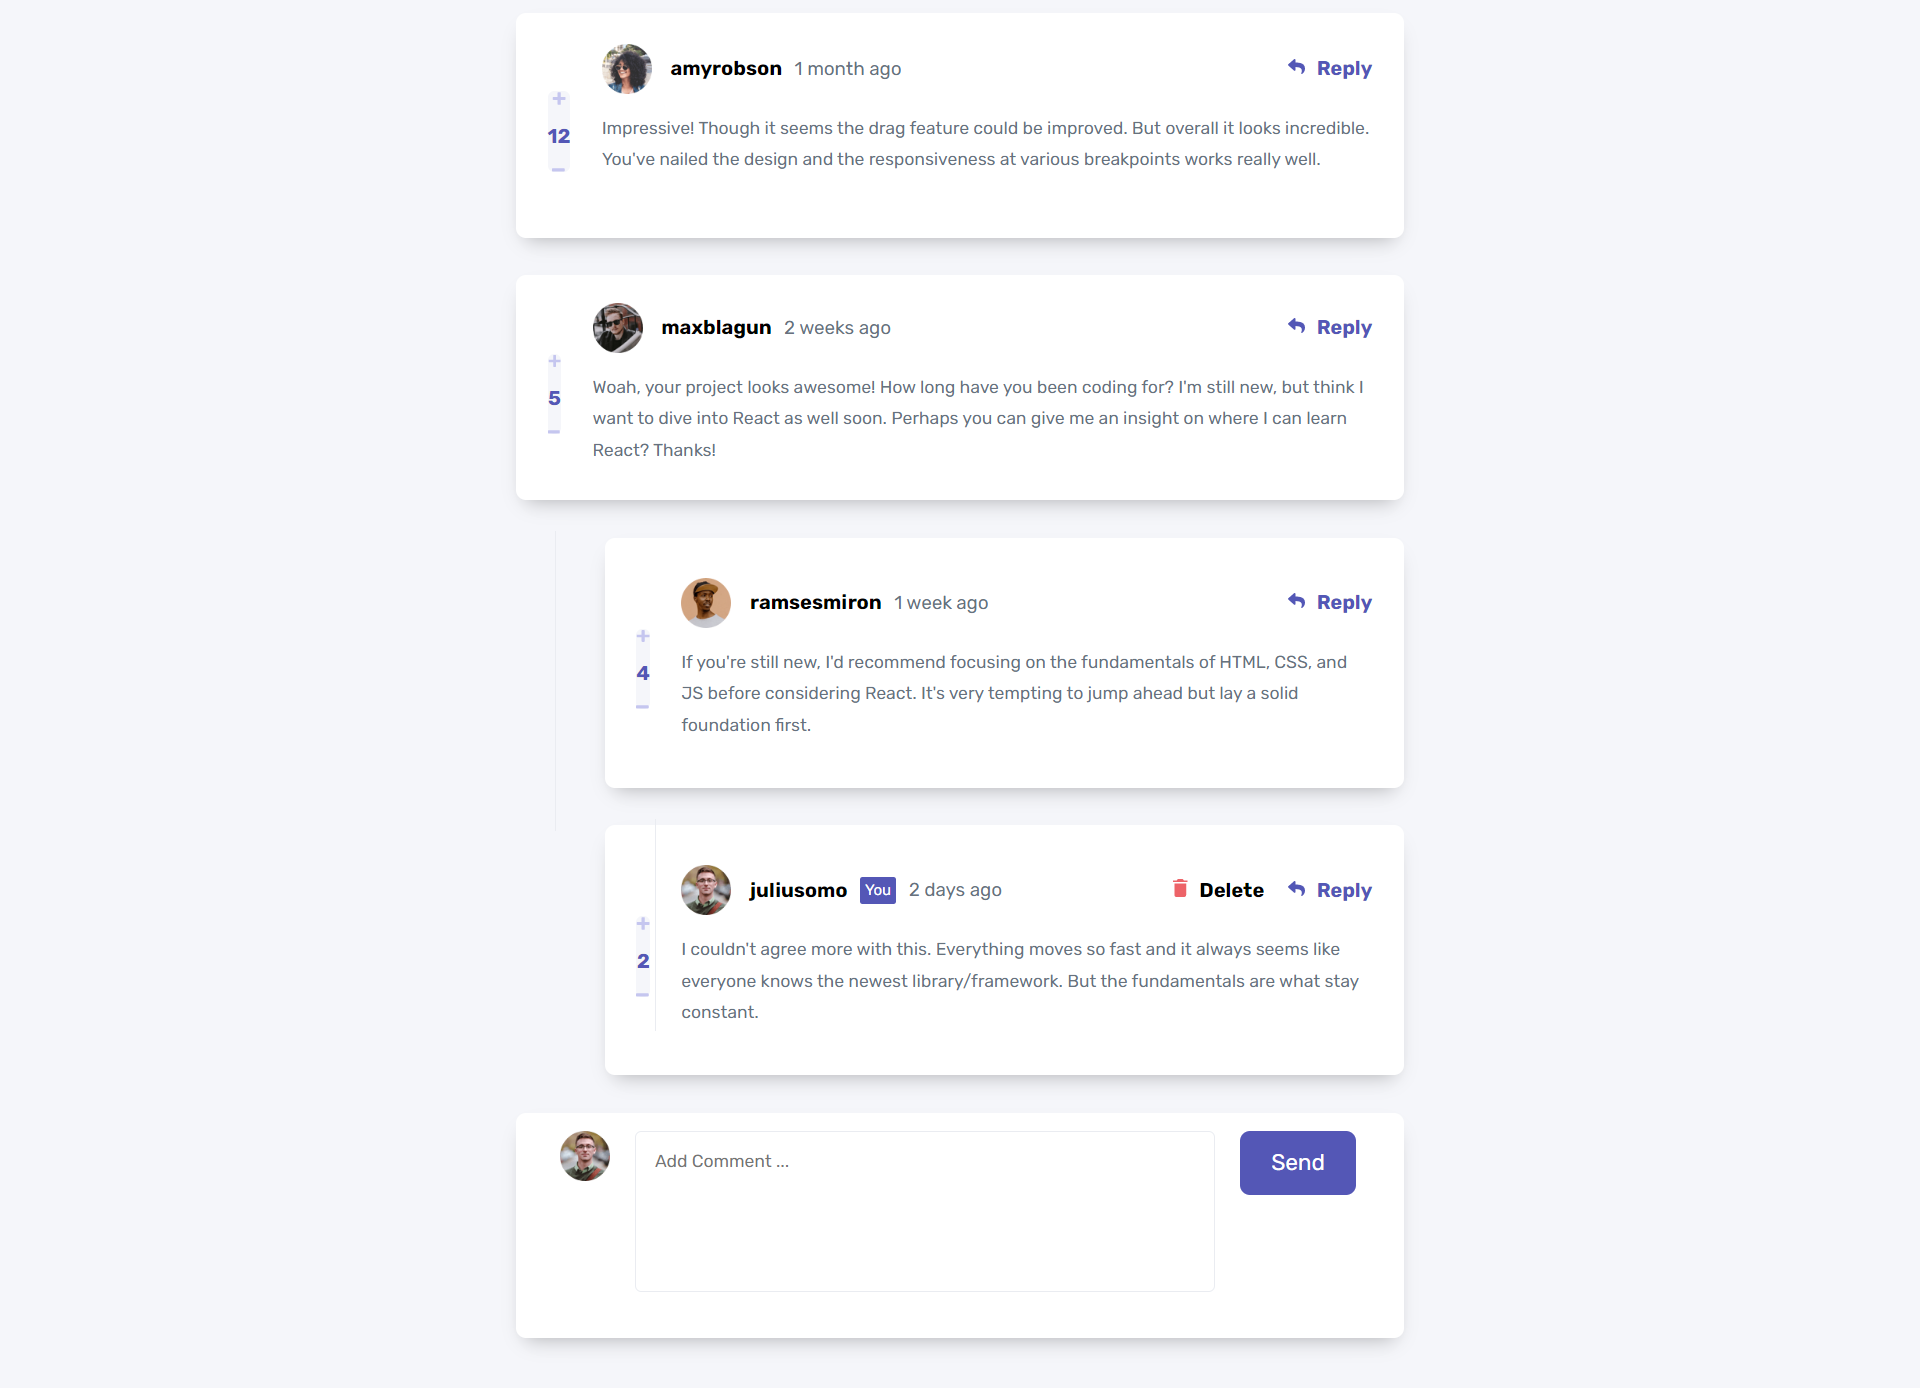 amyrobson 1 month ago Reply
+
12
Impressive! Though it seems the drag feature could be improved. But overall it looks incredible.
You've nailed the design and the responsiveness at various breakpoints works really well.
–
maxblagun 2 weeks ago Reply
+
5
Woah, your project looks awesome! How long have you been coding for? I'm still new, but think I
want to dive into React as well soon. Perhaps you can give me an insight on where I can learn
React? Thanks!
–
ramsesmiron 1 week ago Reply
+
4
If you're still new, I'd recommend focusing on the fundamentals of HTML, CSS, and
JS before considering React. It's very tempting to jump ahead but lay a solid
foundation first.
–
juliusomo You 2 days ago Delete Reply
+
2
I couldn't agree more with this. Everything moves so fast and it always seems like
everyone knows the newest library/framework. But the fundamentals are what stay
constant.
–
Add Comment ...
Send